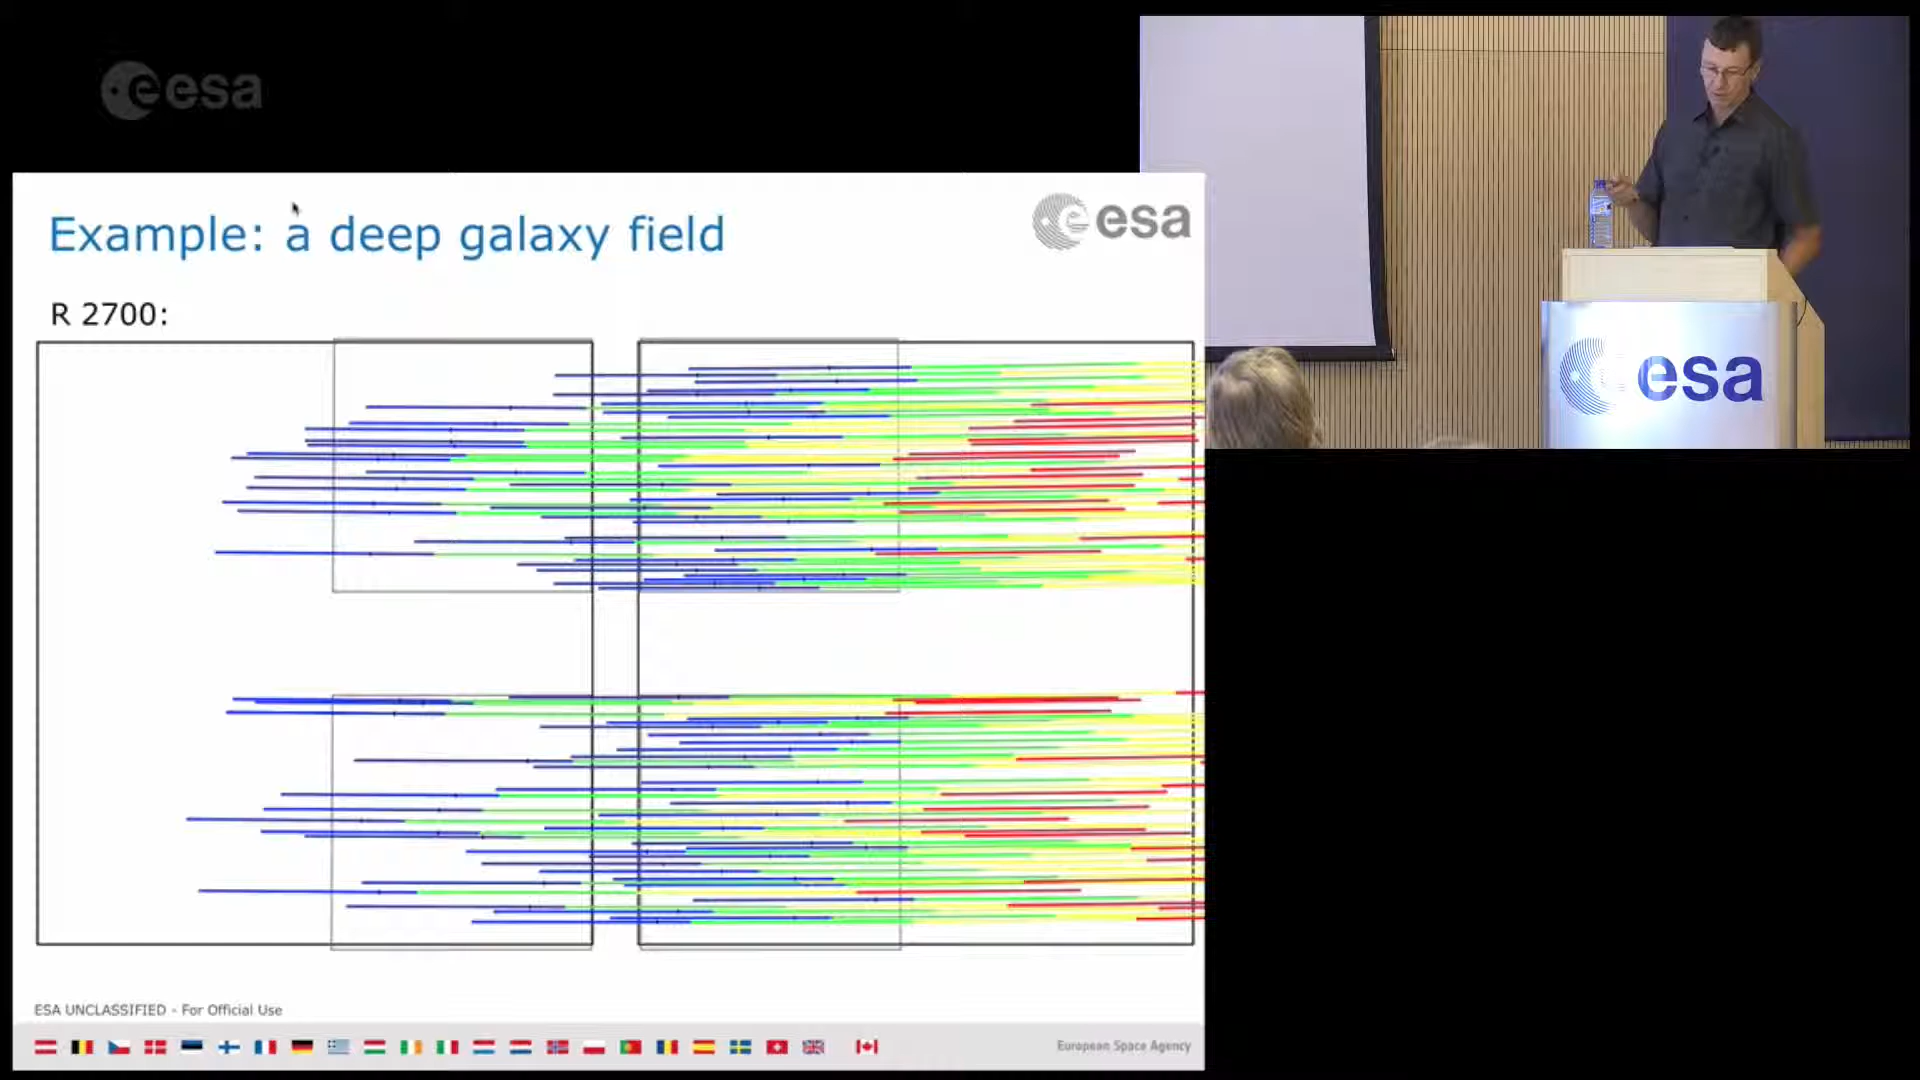 esa
Example: a deep galaxy field
esa
R 2700:
esa
ESA UNCLASSIFIED - For Official Use
European Space Agency